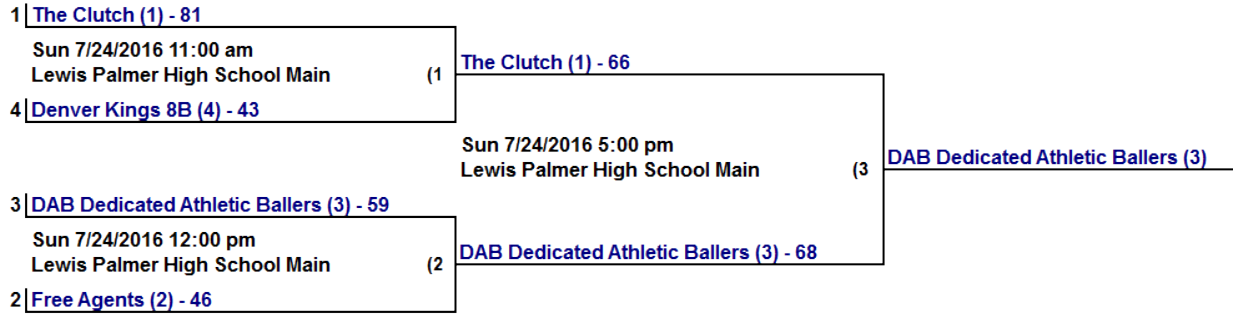 1 The Clutch (1) - 81
Sun 7/24/2016 11:00 am
Lewis Palmer High School Main (1
4 Denver Kings 8B (4) - 43
The Clutch (1) - 66
Sun 7/24/2016 5:00 pm
Lewis Palmer High School Main (3
DAB Dedicated Athletic Ballers (3)
3 DAB Dedicated Athletic Ballers (3) - 59
Sun 7/24/2016 12:00 pm
Lewis Palmer High School Main (2
2 Free Agents (2) - 46
DAB Dedicated Athletic Ballers (3) - 68